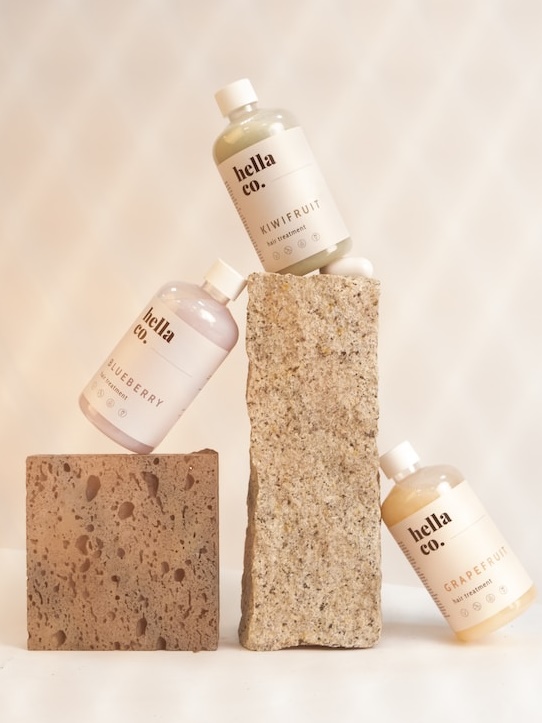 hella
co.
KIWIFRUIT
hair treatment
hella
co.
BLUEBERRY
hair treatment
hella
co.
GRAPEFRUIT
hair treatment